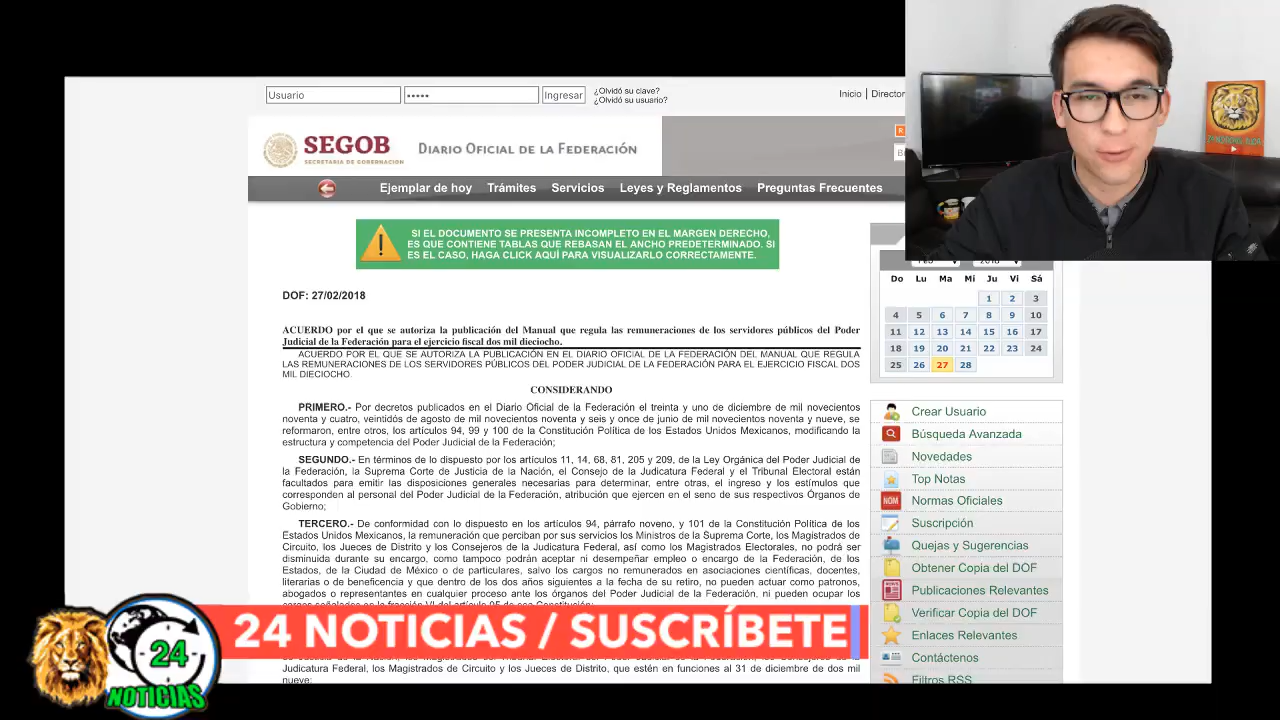 Usuario
•••••
Ingresar
¿Olvidó su clave?
¿Olvidó su usuario?
Inicio | Director
SEGOB
SECRETARÍA DE GOBERNACIÓN
DIARIO OFICIAL DE LA FEDERACIÓN
Ejemplar de hoy Trámites Servicios Leyes y Reglamentos Preguntas Frecuentes
SI EL DOCUMENTO SE PRESENTA INCOMPLETO EN EL MARGEN DERECHO,
ES QUE CONTIENE TABLAS QUE REBASAN EL ANCHO PREDETERMINADO. SI
ES EL CASO, HAGA CLICK AQUÍ PARA VISUALIZARLO CORRECTAMENTE.
DOF: 27/02/2018
ACUERDO por el que se autoriza la publicación del Manual que regula las remuneraciones de los servidores públicos del Poder
Judicial de la Federación para el ejercicio fiscal dos mil dieciocho.
ACUERDO POR EL QUE SE AUTORIZA LA PUBLICACIÓN EN EL DIARIO OFICIAL DE LA FEDERACIÓN DEL MANUAL QUE REGULA
LAS REMUNERACIONES DE LOS SERVIDORES PÚBLICOS DEL PODER JUDICIAL DE LA FEDERACIÓN PARA EL EJERCICIO FISCAL DOS
MIL DIECIOCHO.
CONSIDERANDO
PRIMERO.- Por decretos publicados en el Diario Oficial de la Federación el treinta y uno de diciembre de mil novecientos
noventa y cuatro, veintidós de agosto de mil novecientos noventa y seis y once de junio de mil novecientos noventa y nueve, se
reformaron, entre otros, los artículos 94, 99 y 100 de la Constitución Política de los Estados Unidos Mexicanos, modificando la
estructura y competencia del Poder Judicial de la Federación;
SEGUNDO.- En términos de lo dispuesto por los artículos 11, 14, 68, 81, 205 y 209, de la Ley Orgánica del Poder Judicial de
la Federación, la Suprema Corte de Justicia de la Nación, el Consejo de la Judicatura Federal y el Tribunal Electoral están
facultados para emitir las disposiciones generales necesarias para determinar, entre otras, el ingreso y los estímulos que
corresponden al personal del Poder Judicial de la Federación, atribución que ejercen en el seno de sus respectivos Órganos de
Gobierno;
TERCERO.- De conformidad con lo dispuesto en los artículos 94, párrafo noveno, y 101 de la Constitución Política de los
Estados Unidos Mexicanos, la remuneración que perciban por sus servicios los Ministros de la Suprema Corte, los Magistrados de
Circuito, los Jueces de Distrito y los Consejeros de la Judicatura Federal, así como los Magistrados Electorales, no podrá ser
disminuida durante su encargo, como tampoco podrán aceptar ni desempeñar empleo o encargo de la Federación, de los
Estados, de la Ciudad de México o de particulares, salvo los cargos no remunerados en asociaciones científicas, docentes,
literarias o de beneficencia y que dentro de los dos años siguientes a la fecha de su retiro, no pueden actuar como patronos,
abogados o representantes en cualquier proceso ante los órganos del Poder Judicial de la Federación, ni pueden ocupar los
Judicatura Federal, los Magistrados de Circuito y los Jueces de Distrito, que estén en funciones al 31 de diciembre de dos mil
nueve;
Do Lu Ma Mi Ju Vi Sá
1 2 3
4 5 6 7 8 9 10
11 12 13 14 15 16 17
18 19 20 21 22 23 24
25 26 27 28
Crear Usuario
Búsqueda Avanzada
Novedades
Top Notas
NOM
Normas Oficiales
Suscripción
Quejas y Sugerencias
Obtener Copia del DOF
Publicaciones Relevantes
Verificar Copia del DOF
Enlaces Relevantes
Contáctenos
Filtros RSS
24
NOTICIAS
24 NOTICIAS / SUSCRÍBETE